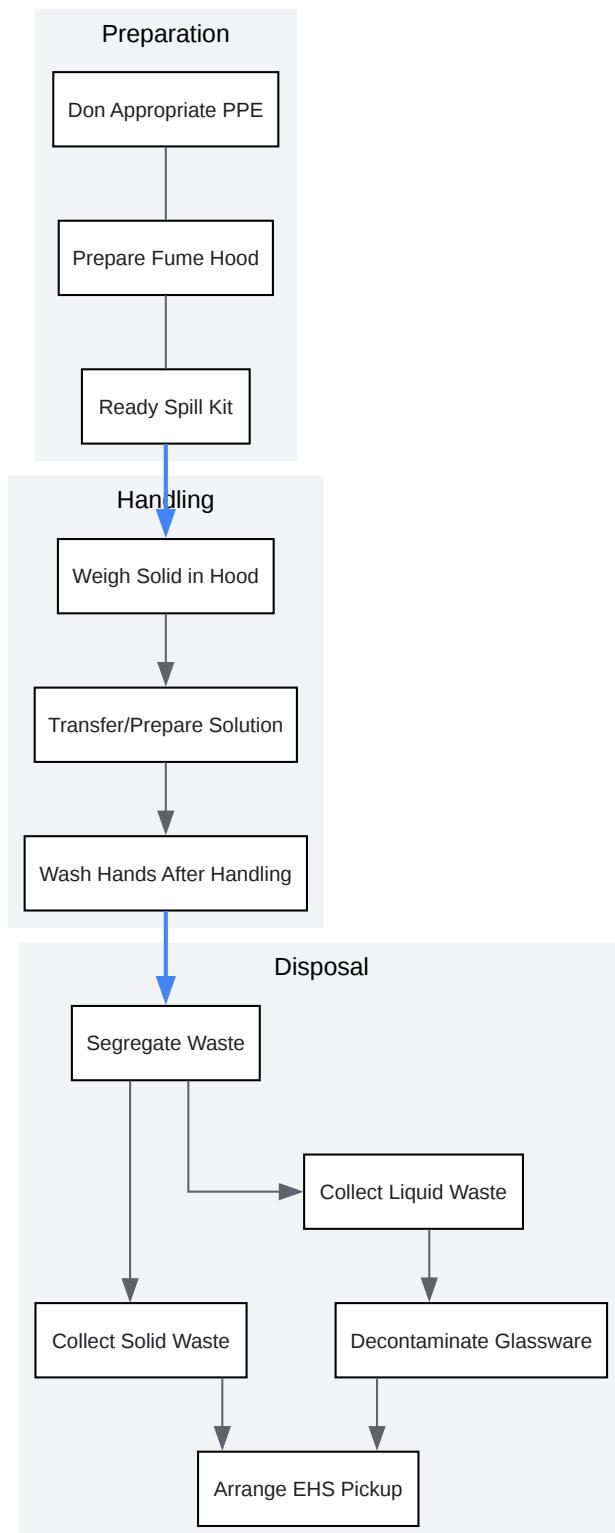 Preparation
Don Appropriate PPE
Prepare Fume Hood
Ready Spill Kit
Handling
Weigh Solid in Hood
Transfer/Prepare Solution
Wash Hands After Handling
Disposal
Segregate Waste
Collect Liquid Waste
Collect Solid Waste
Decontaminate Glassware
Arrange EHS Pickup